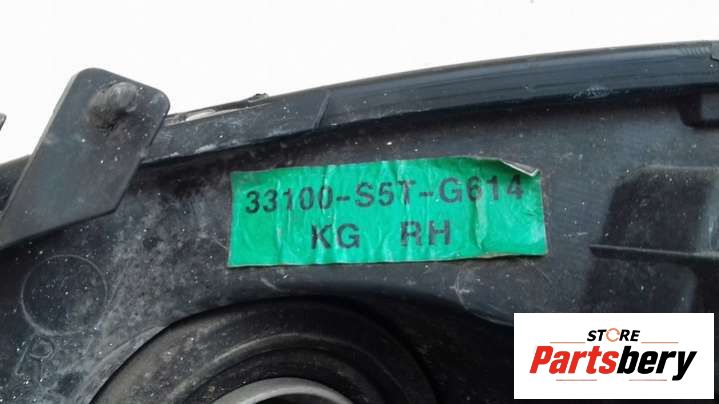 33100-S5T-G614
KG RH
STORE
Partsbery